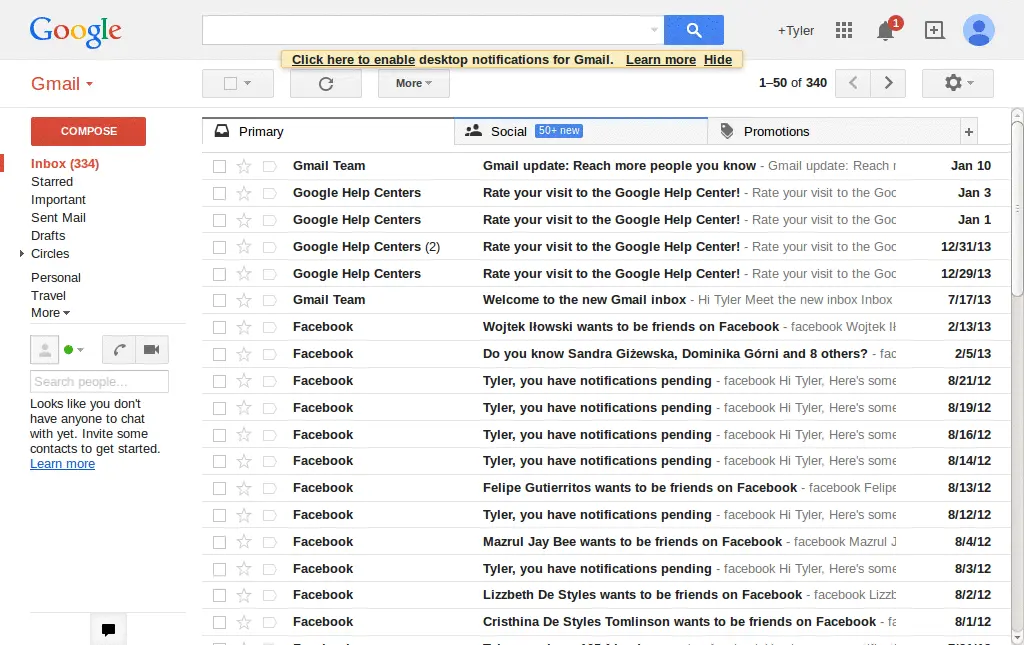 Google
+Tyler
1
Click here to enable desktop notifications for Gmail. Learn more Hide
Gmail
More
1–50 of 340
COMPOSE
Inbox (334)
Starred
Important
Sent Mail
Drafts
Circles
Personal
Travel
More
Search people...
Looks like you don't
have anyone to chat
with yet. Invite some
contacts to get started.
Learn more
Primary
Social 50+ new
Promotions
+
Gmail Team Gmail update: Reach more people you know - Gmail update: Reach Jan 10
Google Help Centers Rate your visit to the Google Help Center! - Rate your visit to the Goo Jan 3
Google Help Centers Rate your visit to the Google Help Center! - Rate your visit to the Goo Jan 1
Google Help Centers (2) Rate your visit to the Google Help Center! - Rate your visit to the Goo 12/31/13
Google Help Centers Rate your visit to the Google Help Center! - Rate your visit to the Goo 12/29/13
Gmail Team Welcome to the new Gmail inbox - Hi Tyler Meet the new inbox Inbox 7/17/13
Facebook Wojtek Iłowski wants to be friends on Facebook - facebook Wojtek 2/13/13
Facebook Do you know Sandra Giżewska, Dominika Górni and 8 others? - fac 2/5/13
Facebook Tyler, you have notifications pending - facebook Hi Tyler, Here's some 8/21/12
Facebook Tyler, you have notifications pending - facebook Hi Tyler, Here's some 8/19/12
Facebook Tyler, you have notifications pending - facebook Hi Tyler, Here's some 8/16/12
Facebook Tyler, you have notifications pending - facebook Hi Tyler, Here's some 8/14/12
Facebook Felipe Gutierritos wants to be friends on Facebook - facebook Felipe 8/13/12
Facebook Tyler, you have notifications pending - facebook Hi Tyler, Here's some 8/12/12
Facebook Mazrul Jay Bee wants to be friends on Facebook - facebook Mazrul J 8/4/12
Facebook Tyler, you have notifications pending - facebook Hi Tyler, Here's some 8/3/12
Facebook Lizzbeth De Styles wants to be friends on Facebook - facebook Lizzb 8/2/12
Facebook Cristhina De Styles Tomlinson wants to be friends on Facebook - fa 8/1/12